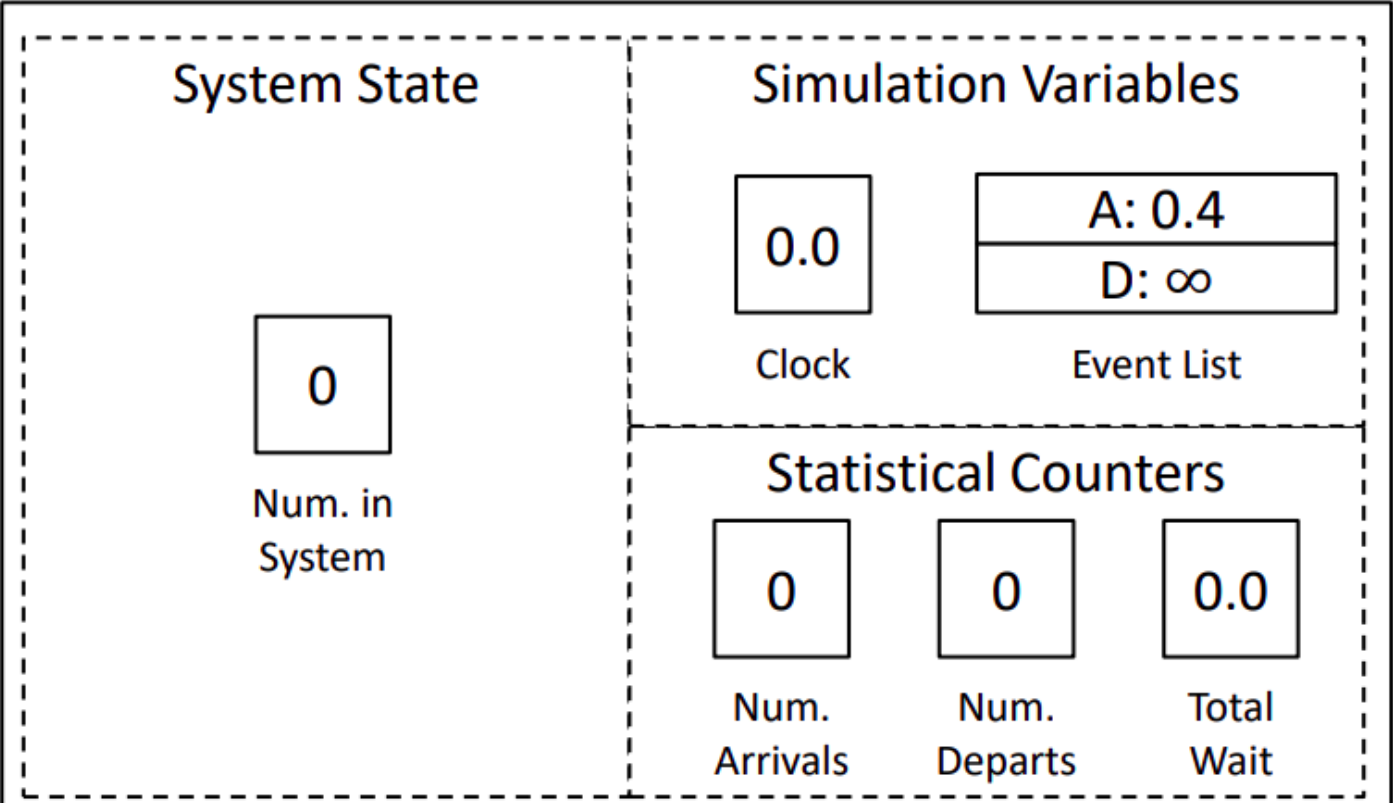 System State
0
Num. in
System
Simulation Variables
0.0
Clock
A: 0.4
D: ∞
Event List
Statistical Counters
0
Num.
Arrivals
0
Num.
Departs
0.0
Total
Wait